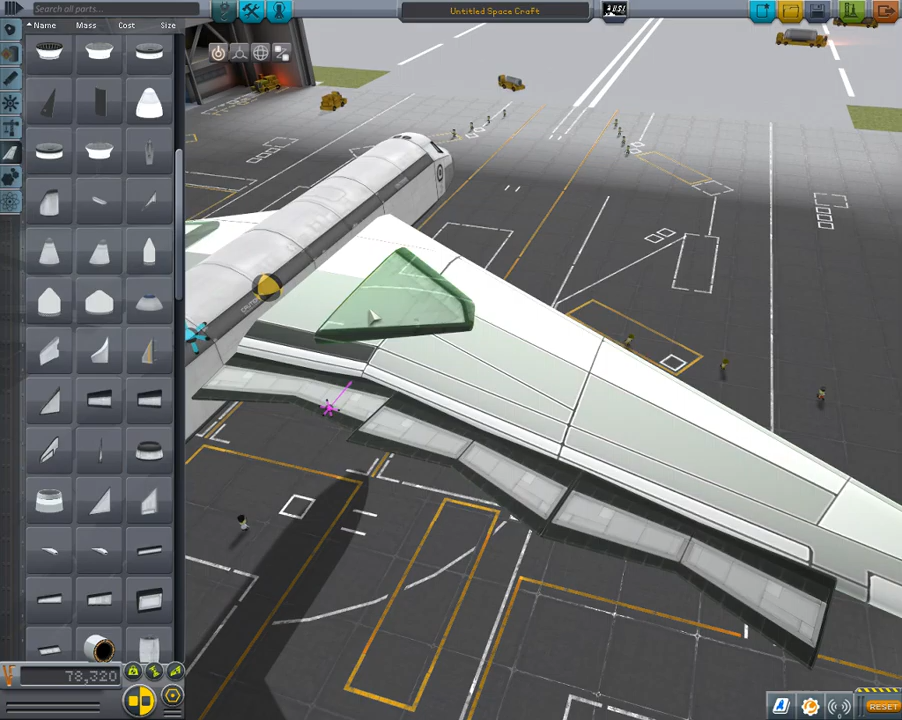 Search all parts...
Untitled Space Craft
Name Mass Cost Size
78,320
RESET